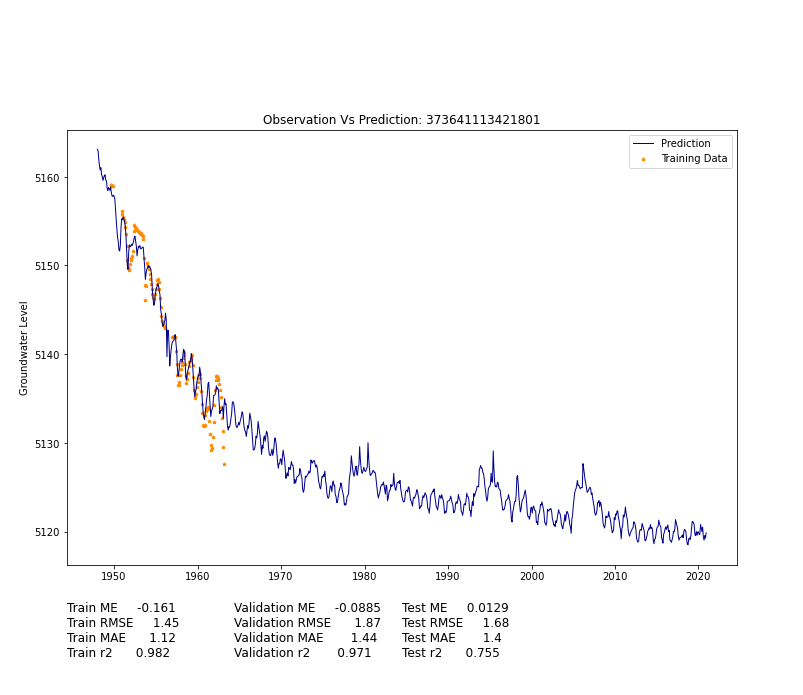 Observation Vs Prediction: 373641113421801
Prediction
Training Data
Groundwater Level
5160
5150
5140
5130
5120
1950 1960 1970 1980 1990 2000 2010 2020
Train ME -0.161 Validation ME -0.0885 Test ME 0.0129
Train RMSE 1.45 Validation RMSE 1.87 Test RMSE 1.68
Train MAE 1.12 Validation MAE 1.44 Test MAE 1.4
Train r2 0.982 Validation r2 0.971 Test r2 0.755